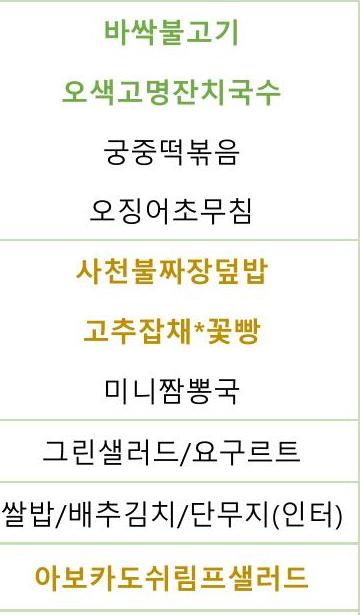 바싹불고기
오색고명잔치국수
궁중떡볶음
오징어초무침
사천불짜장덮밥
고추잡채*꽃빵
미니짬뽕국
그린샐러드/요구르트
쌀밥/배추김치/단무지(인터)
아보카도쉬림프샐러드